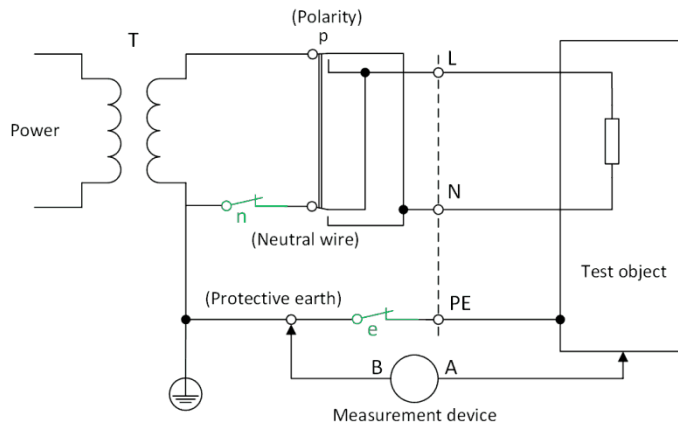 (Polarity)
p
T
L
Power
n
(Neutral wire)
N
Test object
(Protective earth)
e
PE
B
A
Measurement device